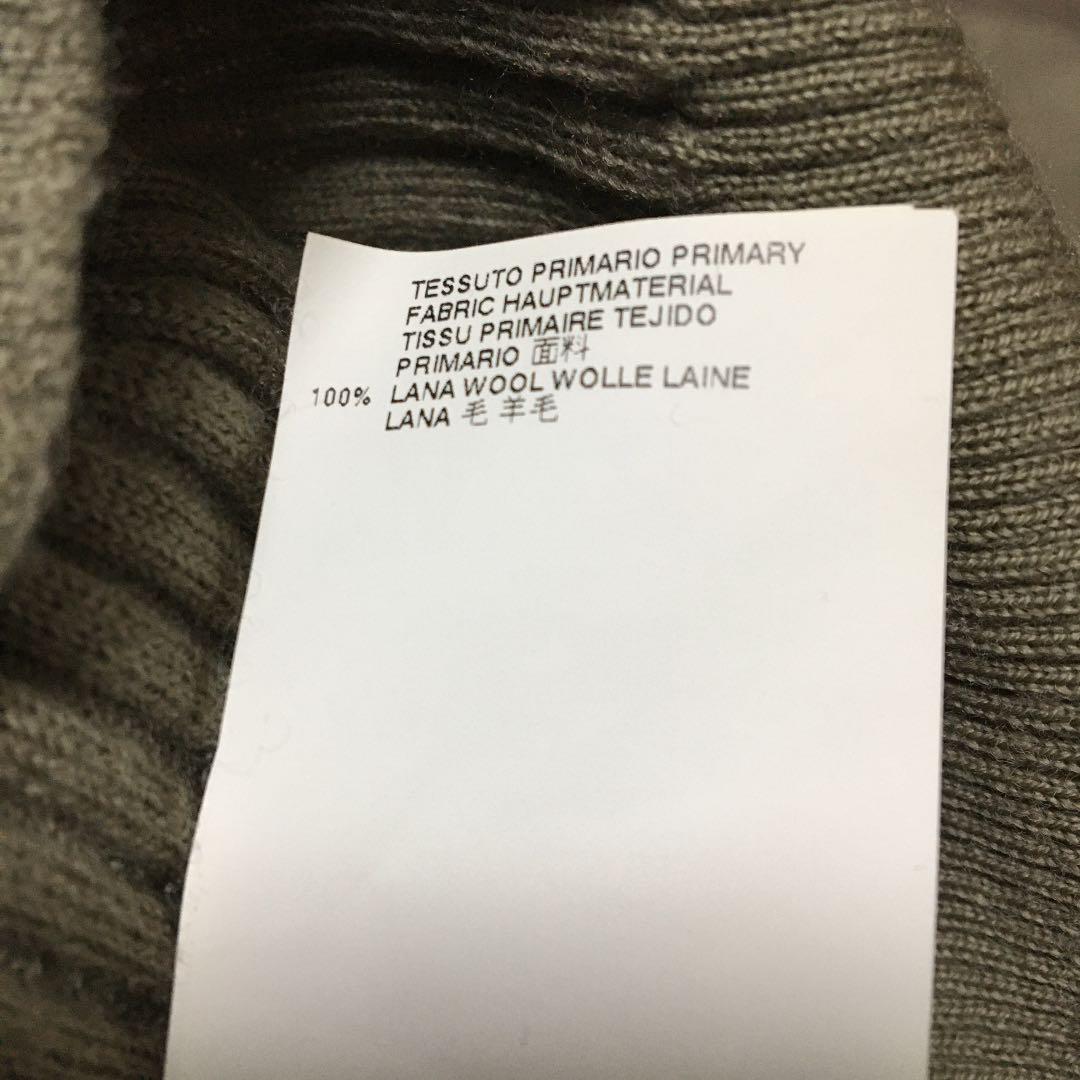 TESSUTO PRIMARIO PRIMARY
FABRIC HAUPTMATERIAL
TISSU PRIMAIRE TEJIDO
PRIMARIO 面料
100% LANA WOOL WOLLE LAINE
LANA 毛 羊毛